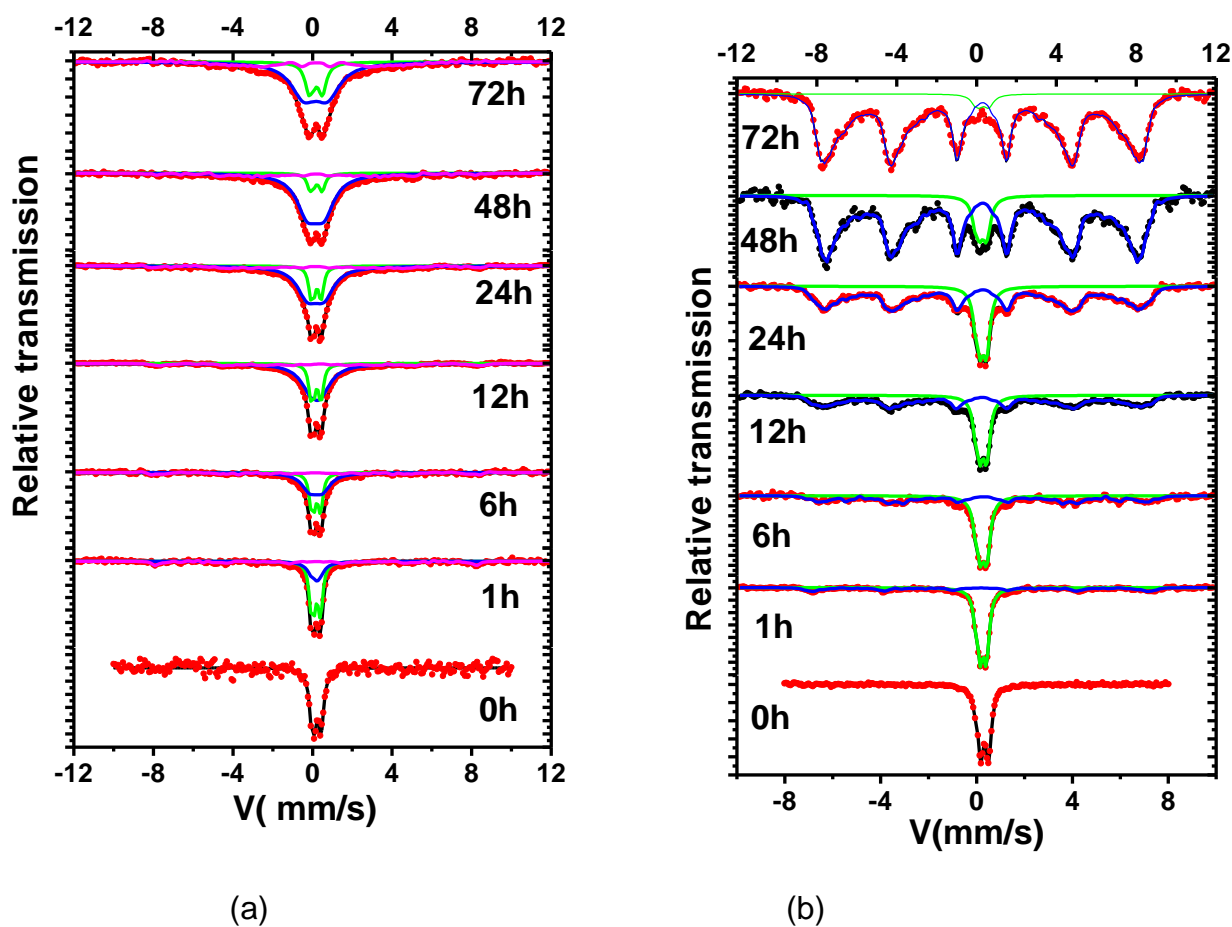 -12 -8 -4 0 4 8 12
72h
48h
24h
12h
6h
1h
0h
-12 -8 -4 0 4 8 12
V( mm/s)
Relative transmission
(a)
-12 -8 -4 0 4 8 12
72h
48h
24h
12h
6h
1h
0h
-8 -4 0 4 8
V(mm/s)
Relative transmission
(b)